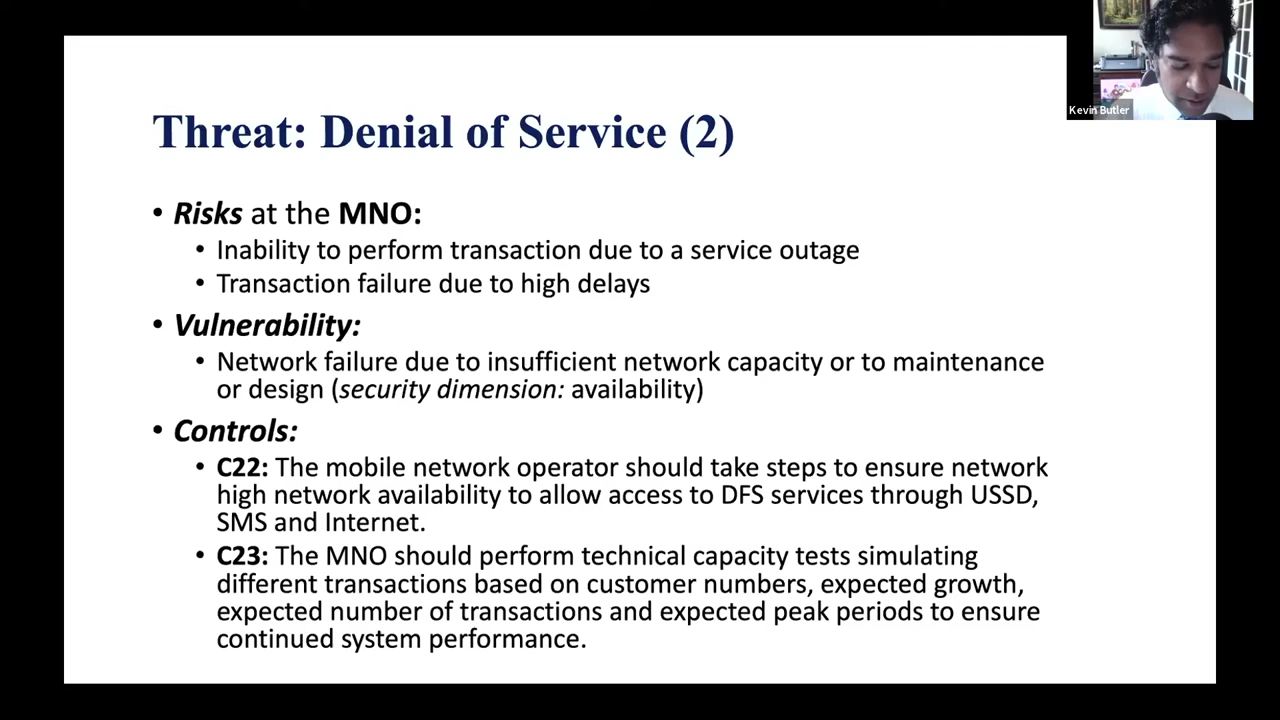 Kevin Butler
Threat: Denial of Service (2)
• Risks at the MNO:
• Inability to perform transaction due to a service outage
• Transaction failure due to high delays
• Vulnerability:
• Network failure due to insufficient network capacity or to maintenance
or design (security dimension: availability)
• Controls:
• C22: The mobile network operator should take steps to ensure network
high network availability to allow access to DFS services through USSD,
SMS and Internet.
• C23: The MNO should perform technical capacity tests simulating
different transactions based on customer numbers, expected growth,
expected number of transactions and expected peak periods to ensure
continued system performance.